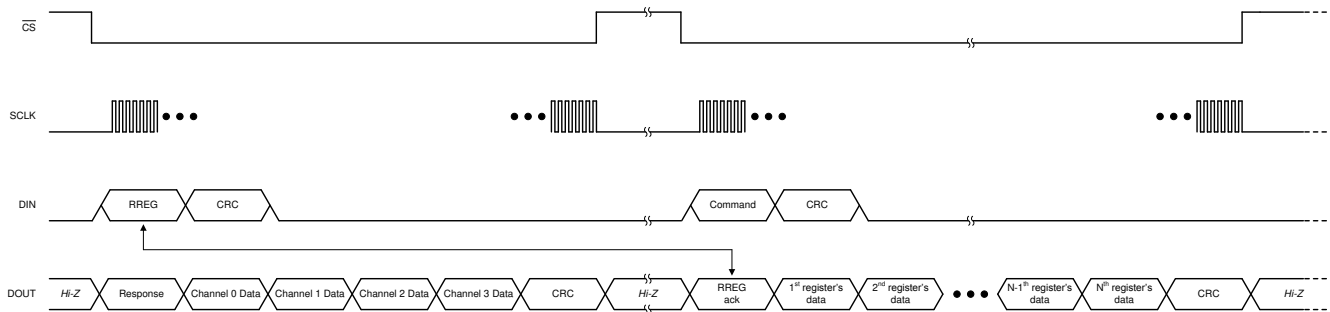 CS
SCLK
DIN
RREG
CRC
Command
CRC
DOUT
Hi-Z
Response
Channel 0 Data
Channel 1 Data
Channel 2 Data
Channel 3 Data
CRC
Hi-Z
RREG
ack
1st register's
data
2nd register's
data
N-1th register's
data
Nth register's
data
CRC
Hi-Z